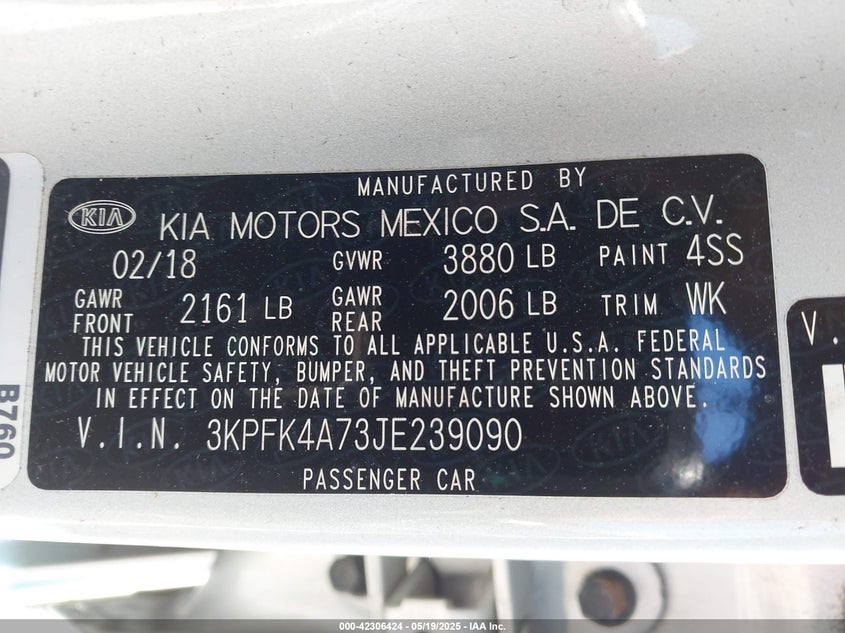 MANUFACTURED BY
KIA KIA MOTORS MEXICO S.A. DE C.V.
02/18 GVWR 3880 LB PAINT 4SS
GAWR FRONT 2161 LB GAWR REAR 2006 LB TRIM WK
THIS VEHICLE CONFORMS TO ALL APPLICABLE U.S.A. FEDERAL
MOTOR VEHICLE SAFETY, BUMPER, AND THEFT PREVENTION STANDARDS
IN EFFECT ON THE DATE OF MANUFACTURE SHOWN ABOVE.
V.I.N. 3KPFK4A73JE239090
PASSENGER CAR
B760
V.
000-42306424 - 05/19/2025 - IAA Inc.